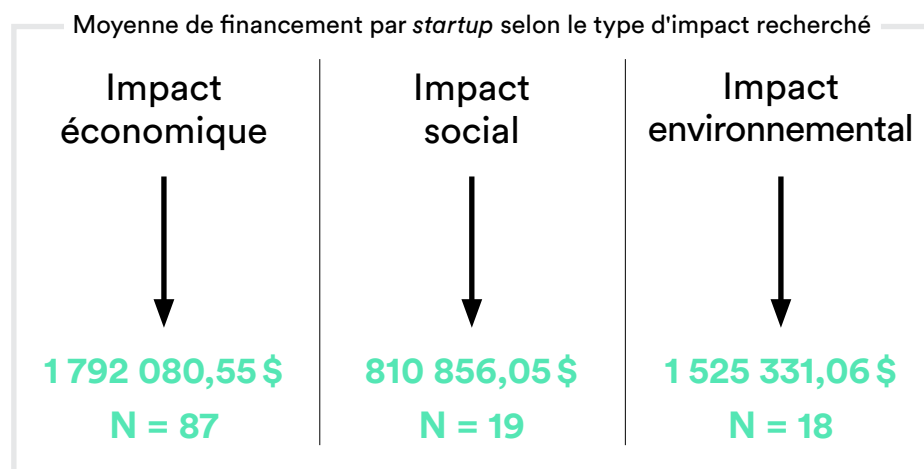 Moyenne de financement par startup selon le type d'impact recherché
Impact
économique
1 792 080,55 $
N = 87
Impact
social
810 856,05 $
N = 19
Impact
environnemental
1 525 331,06 $
N = 18